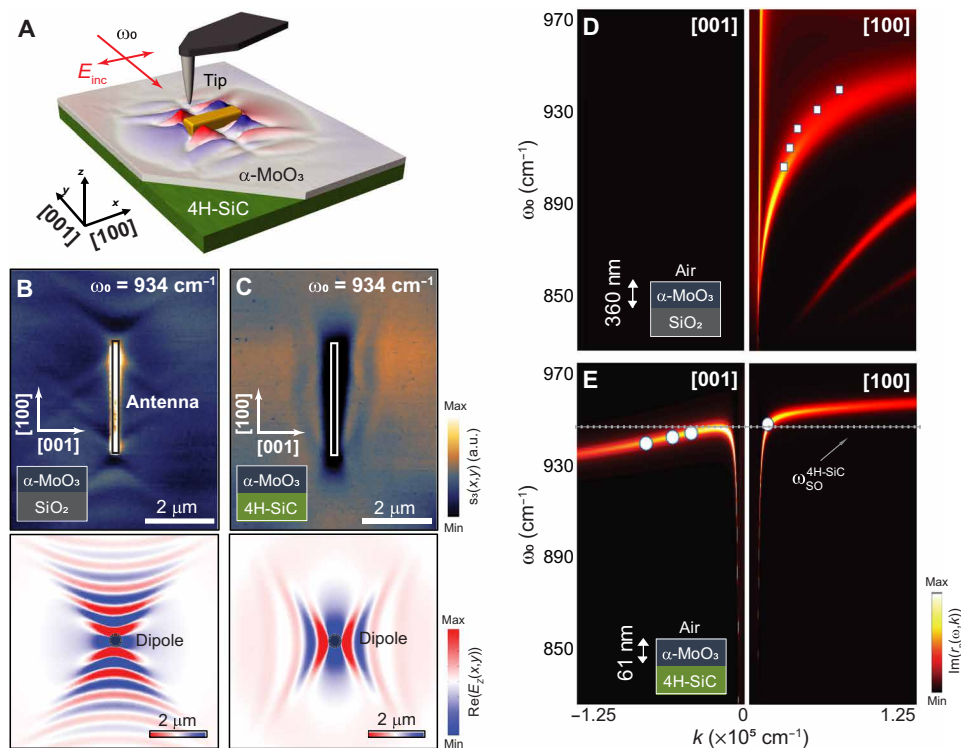 A
ω₀
E_inc
Tip
α-MoO₃
4H-SiC
z
y
x
[001]
[100]
B
ω₀ = 934 cm⁻¹
[100]
[001]
Antenna
α-MoO₃
SiO₂
2 μm
C
ω₀ = 934 cm⁻¹
[100]
[001]
α-MoO₃
4H-SiC
2 μm
Max
s₃(x,y) (a.u.)
Min
Dipole
2 μm
Dipole
2 μm
Max
Re(E_z(x,y))
Min
D
[001]
[100]
970
930
890
850
ω₀ (cm⁻¹)
360 nm
Air
α-MoO₃
SiO₂
E
[001]
[100]
970
930
890
850
ω₀ (cm⁻¹)
ω_SO^4H-SiC
61 nm
Air
α-MoO₃
4H-SiC
−1.25
0
1.25
k (×10⁵ cm⁻¹)
Max
Im(r,(ω,k))
Min